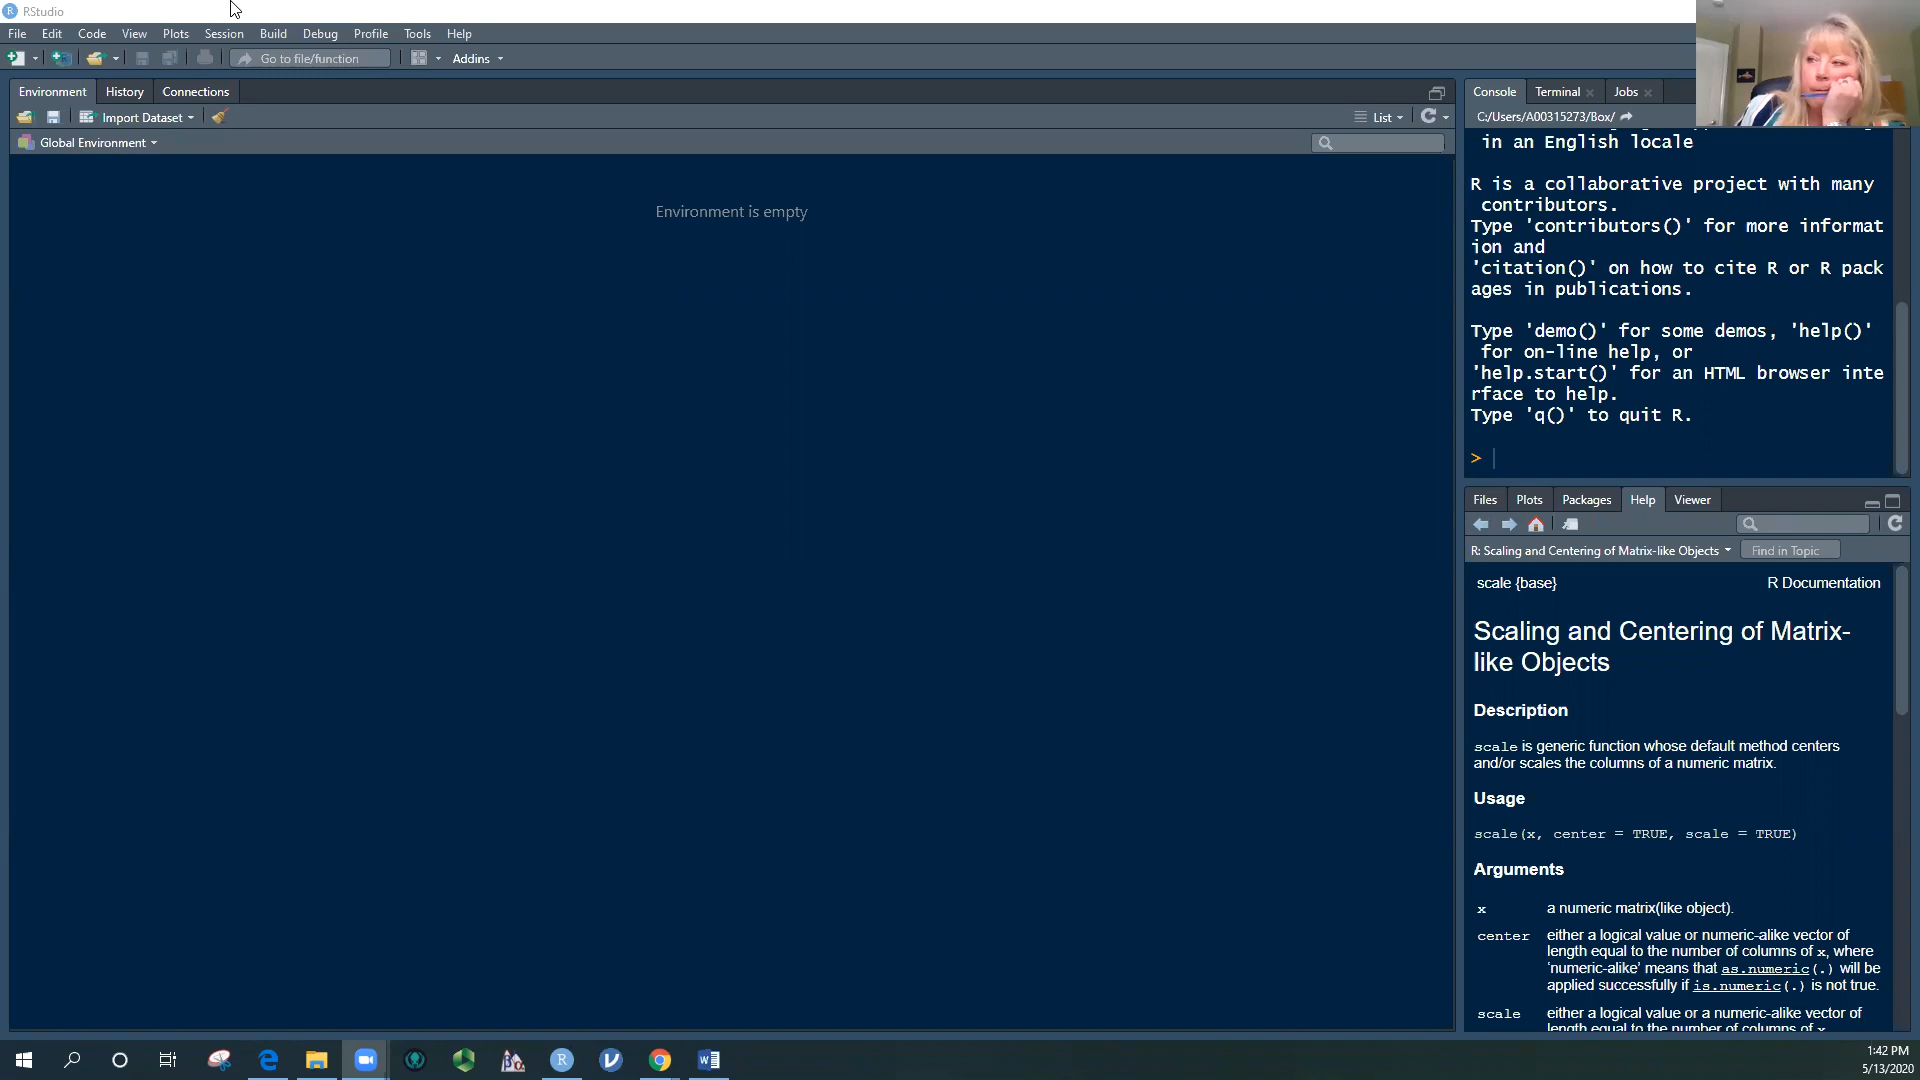 RStudio
File Edit Code View Plots Session Build Debug Profile Tools Help
Go to file/function Addins
Environment History Connections
Import Dataset List
Global Environment
Environment is empty
Console Terminal Jobs
C:/Users/A00315273/Box/
in an English locale
R is a collaborative project with many
contributors.
Type 'contributors()' for more informat
ion and
'citation()' on how to cite R or R pack
ages in publications.
Type 'demo()' for some demos, 'help()'
for on-line help, or
'help.start()' for an HTML browser inte
rface to help.
Type 'q()' to quit R.
>
Files Plots Packages Help Viewer
R: Scaling and Centering of Matrix-like Objects Find in Topic
scale {base} R Documentation
Scaling and Centering of Matrix-
like Objects
Description
scale is generic function whose default method centers
and/or scales the columns of a numeric matrix.
Usage
scale(x, center = TRUE, scale = TRUE)
Arguments
x a numeric matrix(like object).
center either a logical value or numeric-alike vector of
length equal to the number of columns of x, where
‘numeric-alike’ means that as.numeric(.) will be
applied successfully if is.numeric(.) is not true.
scale either a logical value or a numeric-alike vector of
length equal to the number of columns of x
1:42 PM
5/13/2020